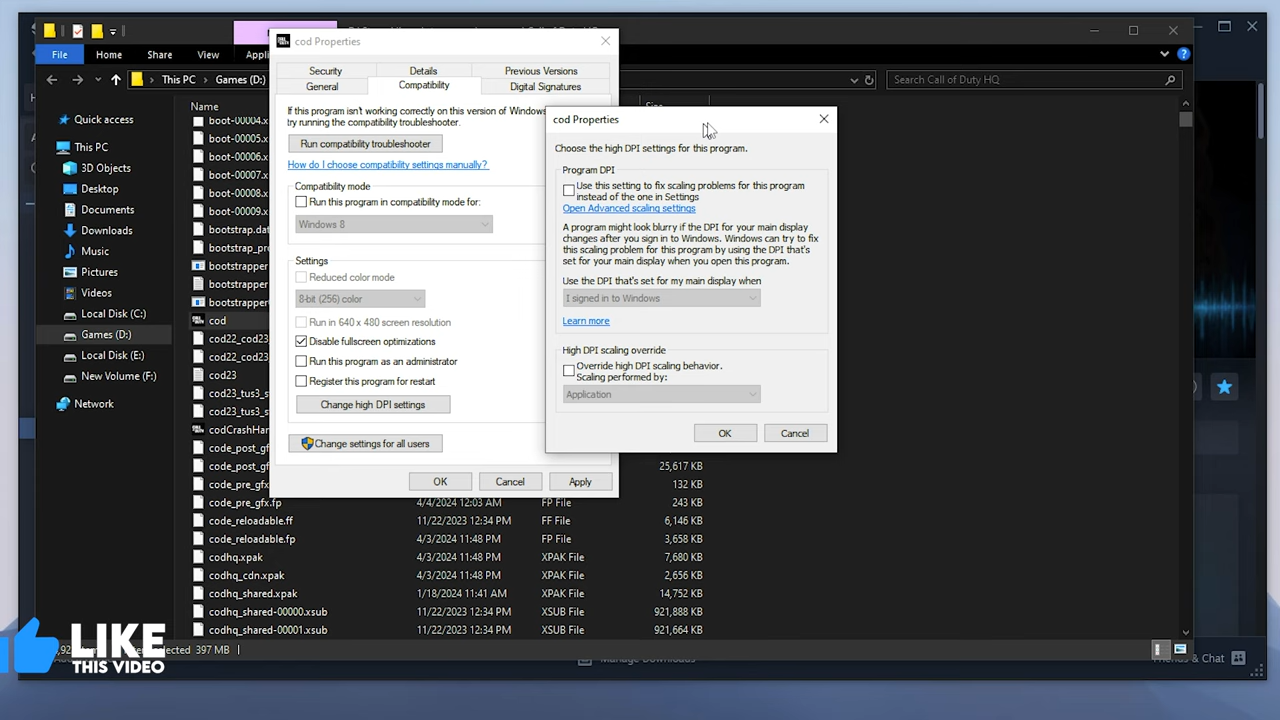 File
Home
Share
View
This PC
Games (D:)
Search Call of Duty HQ
Quick access
This PC
3D Objects
Desktop
Documents
Downloads
Music
Pictures
Videos
Local Disk (C:)
Games (D:)
Local Disk (E:)
New Volume (F:)
Network
Name
boot-00004.
boot-00005.
boot-00006.
boot-00007.
boot-00008.
boot-00009.
bootstrap.dat
bootstrap_pr
bootstrapper
bootstrapper
bootstrapper
cod
cod22_cod23
cod22_cod23
cod23
cod23_tus3_s
cod23_tus3_s
codCrashHan
code_post_gf
code_post_gf
25,617 KB
code_pre_gfx
132 KB
code_pre_gfx.fp
4/4/2024 12:03 AM
FP File
243 KB
code_reloadable.ff
11/22/2023 12:34 PM
FF File
6,146 KB
code_reloadable.fp
4/3/2024 11:48 PM
FP File
3,658 KB
codhq.xpak
4/3/2024 11:48 PM
XPAK File
7,680 KB
codhq_cdn.xpak
4/3/2024 11:48 PM
XPAK File
2,656 KB
codhq_shared.xpak
1/18/2024 11:41 AM
XPAK File
14,752 KB
codhq_shared-00000.xsub
11/22/2023 12:34 PM
XSUB File
921,888 KB
codhq_shared-00001.xsub
11/22/2023 12:34 PM
XSUB File
921,664 KB
selected 397 MB
cod Properties
Security
Details
Previous Versions
General
Compatibility
Digital Signatures
If this program isn't working correctly on this version of Windows
try running the compatibility troubleshooter.
Run compatibility troubleshooter
How do I choose compatibility settings manually?
Compatibility mode
Run this program in compatibility mode for:
Windows 8
Settings
Reduced color mode
8-bit (256) color
Run in 640 x 480 screen resolution
Disable fullscreen optimizations
Run this program as an administrator
Register this program for restart
Change high DPI settings
Change settings for all users
OK
Cancel
Apply
cod Properties
Choose the high DPI settings for this program.
Program DPI
Use this setting to fix scaling problems for this program
instead of the one in Settings
Open Advanced scaling settings
A program might look blurry if the DPI for your main display
changes after you sign in to Windows. Windows can try to fix
this scaling problem for this program by using the DPI that's
set for your main display when you open this program.
Use the DPI that's set for my main display when
I signed in to Windows
Learn more
High DPI scaling override
Override high DPI scaling behavior.
Scaling performed by:
Application
OK
Cancel
LIKE
THIS VIDEO
Manage Downloads
Friends & Chat